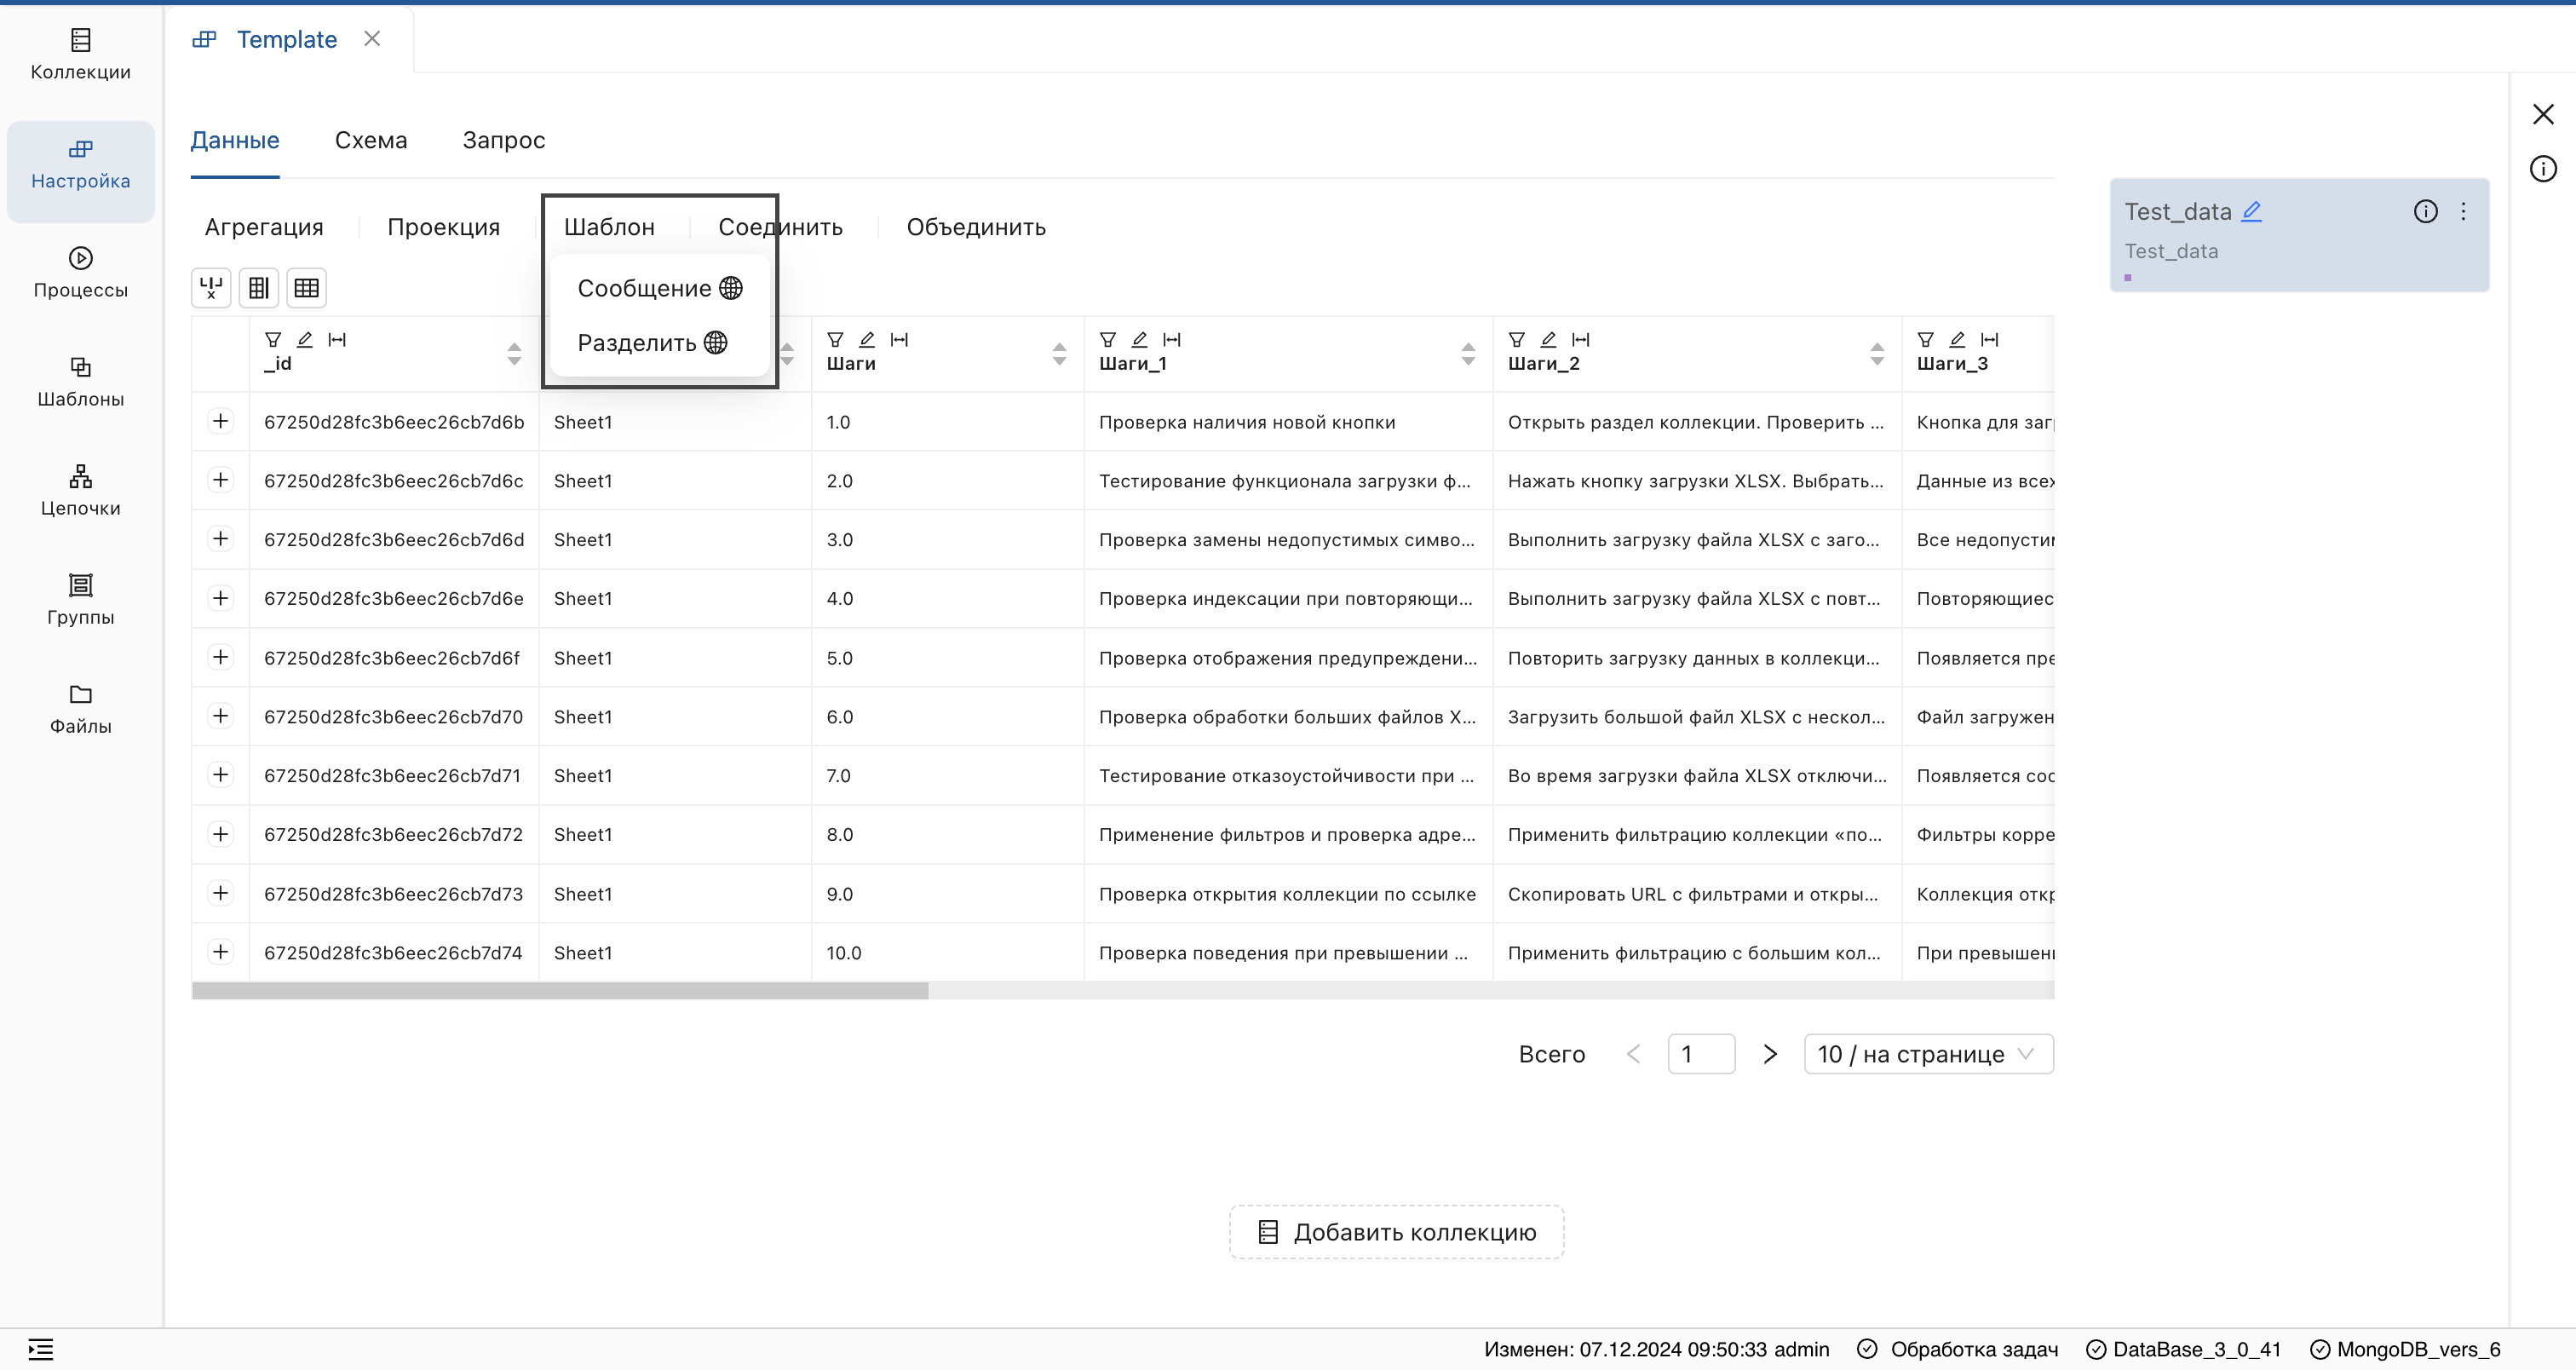 Template
Коллекции
Настройка
Процессы
Шаблоны
Цепочки
Группы
Файлы
Данные Схема Запрос
Агрегация Проекция Шаблон Соединить Объединить
Сообщение
Разделить
Test_data
Test_data
_id Шаги Шаги_1 Шаги_2 Шаги_3
67250d28fc3b6eec26cb7d6b Sheet1 1.0 Проверка наличия новой кнопки Открыть раздел коллекции. Проверить ... Кнопка для заг
67250d28fc3b6eec26cb7d6c Sheet1 2.0 Тестирование функционала загрузки ф... Нажать кнопку загрузки XLSX. Выбрать... Данные из всех
67250d28fc3b6eec26cb7d6d Sheet1 3.0 Проверка замены недопустимых симво... Выполнить загрузку файла XLSX с заго... Все недопустим
67250d28fc3b6eec26cb7d6e Sheet1 4.0 Проверка индексации при повторяющи... Выполнить загрузку файла XLSX с повт... Повторяющиес
67250d28fc3b6eec26cb7d6f Sheet1 5.0 Проверка отображения предупреждени... Повторить загрузку данных в коллекци... Появляется пре
67250d28fc3b6eec26cb7d70 Sheet1 6.0 Проверка обработки больших файлов X... Загрузить большой файл XLSX с нескол... Файл загружен
67250d28fc3b6eec26cb7d71 Sheet1 7.0 Тестирование отказоустойчивости при ... Во время загрузки файла XLSX отключи... Появляется соо
67250d28fc3b6eec26cb7d72 Sheet1 8.0 Применение фильтров и проверка адре... Применить фильтрацию коллекции «по... Фильтры корре
67250d28fc3b6eec26cb7d73 Sheet1 9.0 Проверка открытия коллекции по ссылке Скопировать URL с фильтрами и откры... Коллекция откр
67250d28fc3b6eec26cb7d74 Sheet1 10.0 Проверка поведения при превышении ... Применить фильтрацию с большим кол... При превышени
Всего 1 10 / на странице
Добавить коллекцию
Изменен: 07.12.2024 09:50:33 admin Обработка задач DataBase_3_0_41 MongoDB_vers_6